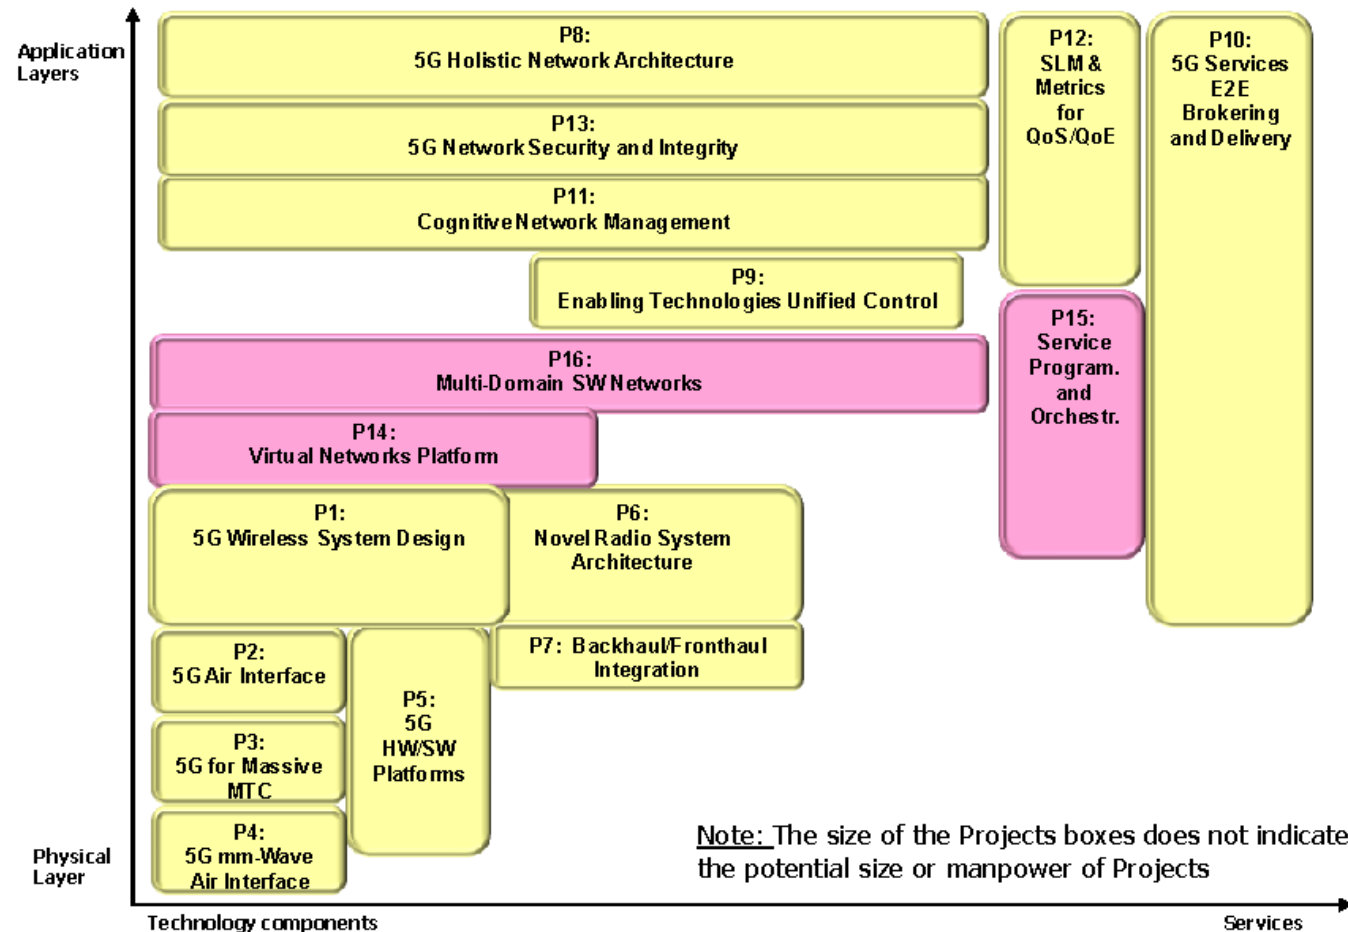 Application
Layers
P8:
5G Holistic Network Architecture
P12:
SLM &
Metrics
for
QoS/QoE
P10:
5G Services
E2E
Brokering
and Delivery
P13:
5G Network Security and Integrity
P11:
Cognitive Network Management
P9:
Enabling Technologies Unified Control
P15:
Service
Program.
and
Orchestr.
P16:
Multi-Domain SW Networks
P14:
Virtual Networks Platform
P1:
5G Wireless System Design
P6:
Novel Radio System
Architecture
P2:
5G Air Interface
P7: Backhaul/Fronthaul
Integration
P5:
5G
HW/SW
Platforms
P3:
5G for Massive
MTC
P4:
5G mm-Wave
Air Interface
Physical
Layer
Note: The size of the Projects boxes does not indicate
the potential size or manpower of Projects
Technology components
Services